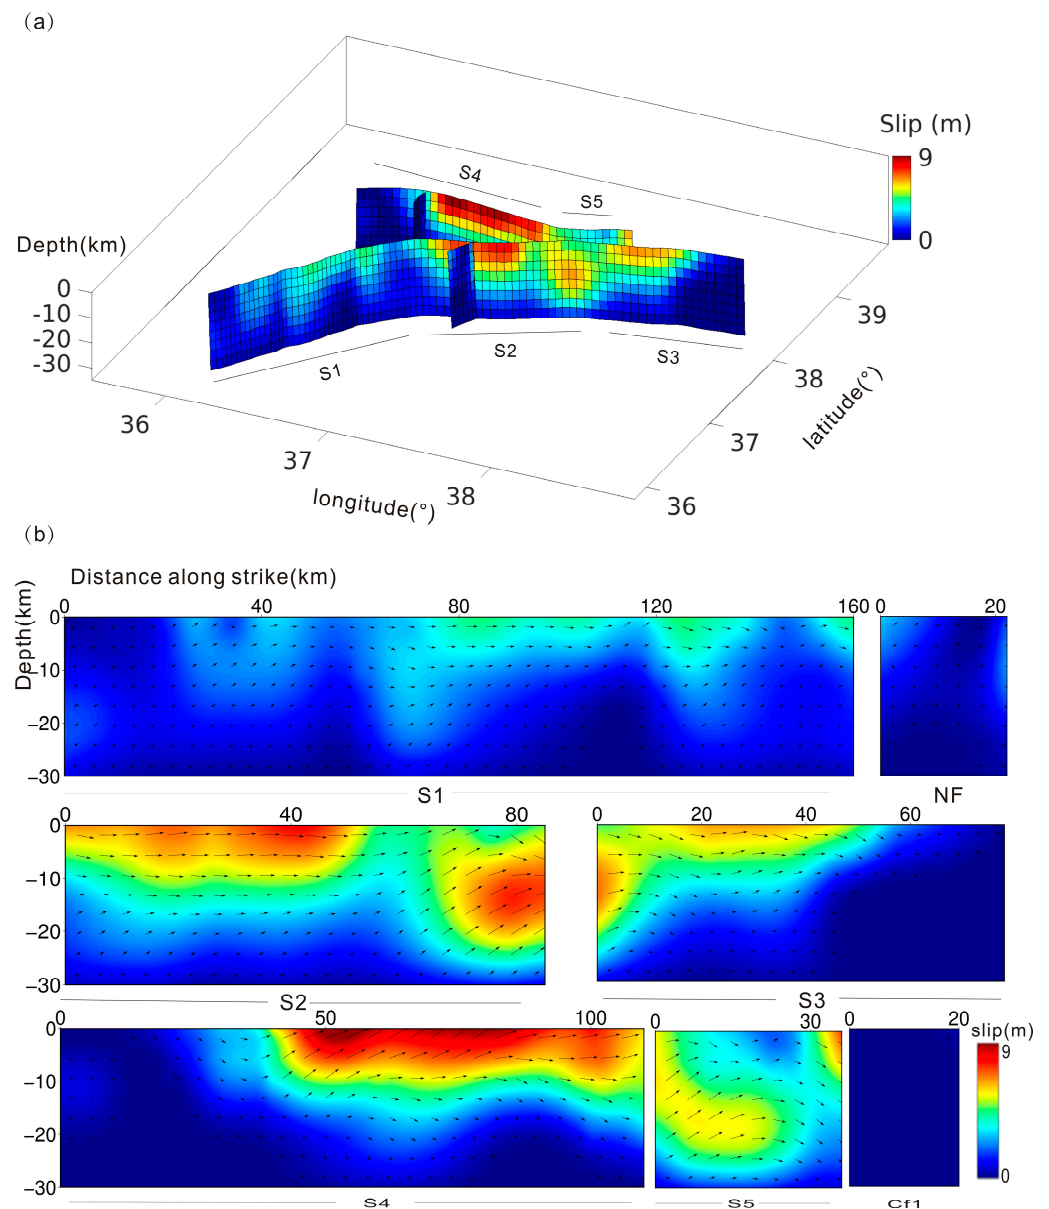 (a)
Slip (m)
9
0
S4
S5
Depth(km)
0
-10
-20
-30
S1
S2
S3
36
37
38
longitude(°)
39
38
37
36
latitude(°)
(b)
Distance along strike(km)
0 40 80 120 160 0 20
Depth(km)
0
−10
−20
−30
S1 NF
0 40 80 0 20 40 60
0
−10
−20
−30
S2 S3
0 50 100 0 30 0 20
slip(m)
9
0
0
−10
−20
−30
S4 S5 Cf1